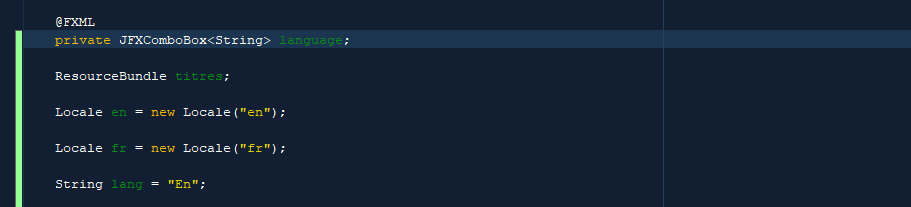 @FXML
private JFXComboBox<String> language;
ResourceBundle titres;
Locale en = new Locale("en");
Locale fr = new Locale("fr");
String lang = "En";